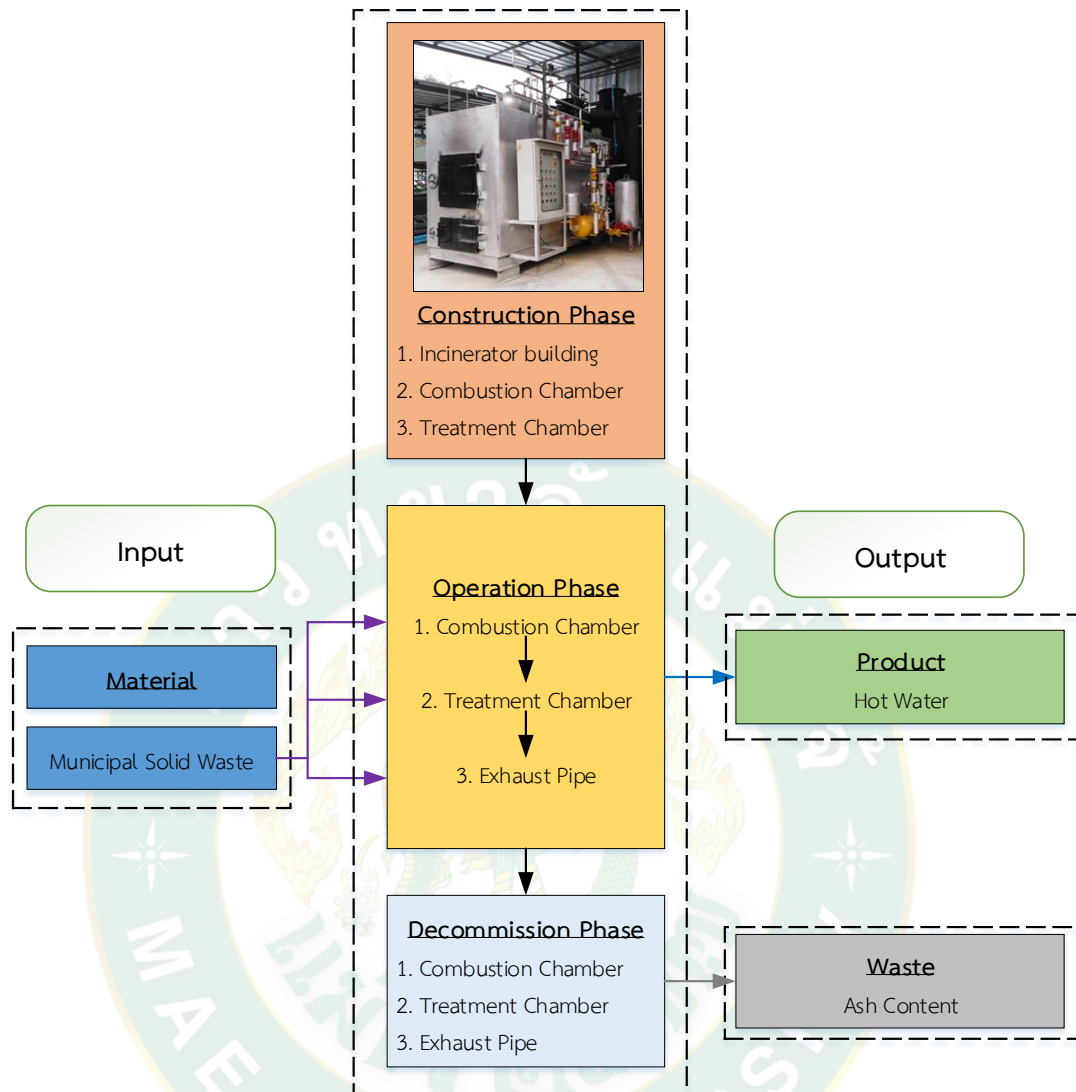 Construction Phase
1. Incinerator building
2. Combustion Chamber
3. Treatment Chamber
Input
Output
Operation Phase
1. Combustion Chamber
2. Treatment Chamber
3. Exhaust Pipe
Material
Municipal Solid Waste
Product
Hot Water
Decommission Phase
1. Combustion Chamber
2. Treatment Chamber
3. Exhaust Pipe
Waste
Ash Content
MAE